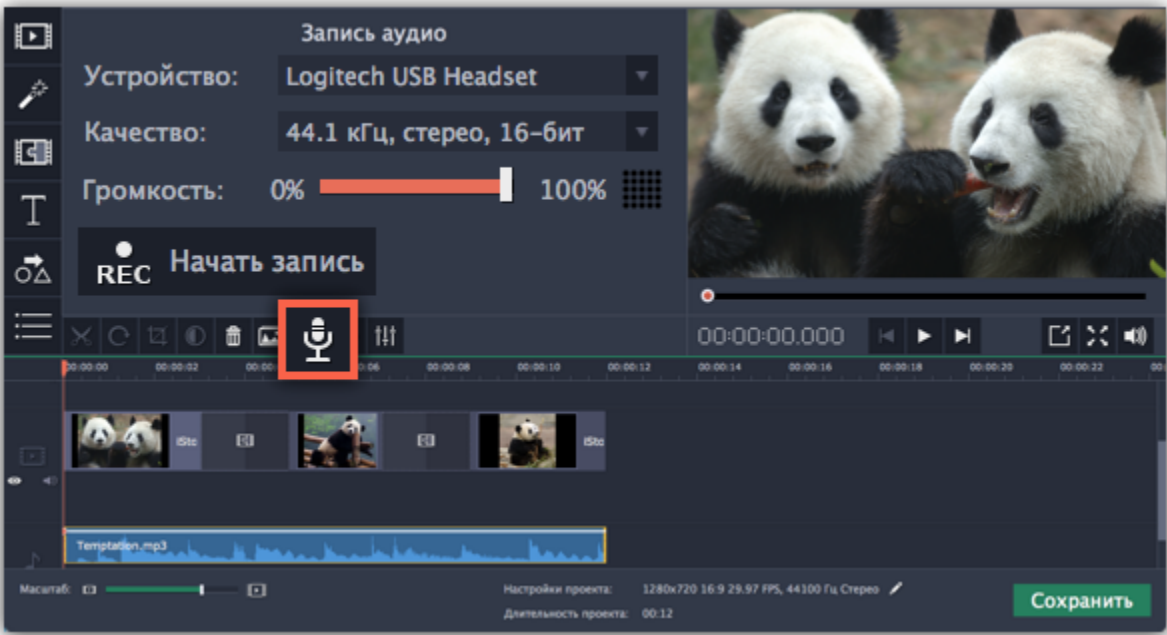 Запись аудио
Устройство: Logitech USB Headset
Качество: 44.1 кГц, стерео, 16-бит
Громкость: 0% 100%
REC Начать запись
T
00:00:00.000
00:00:00 00:00:02 00:00:08 00:00:10 00:00:12 00:00:14 00:00:16 00:00:18 00:00:20 00:00:22
iStc iStc
Temptation.mp3
Масштаб: Настройки проекта: 1280x720 16:9 29.97 FPS, 44100 Гц Стерео
Длительность проекта: 00:12
Сохранить